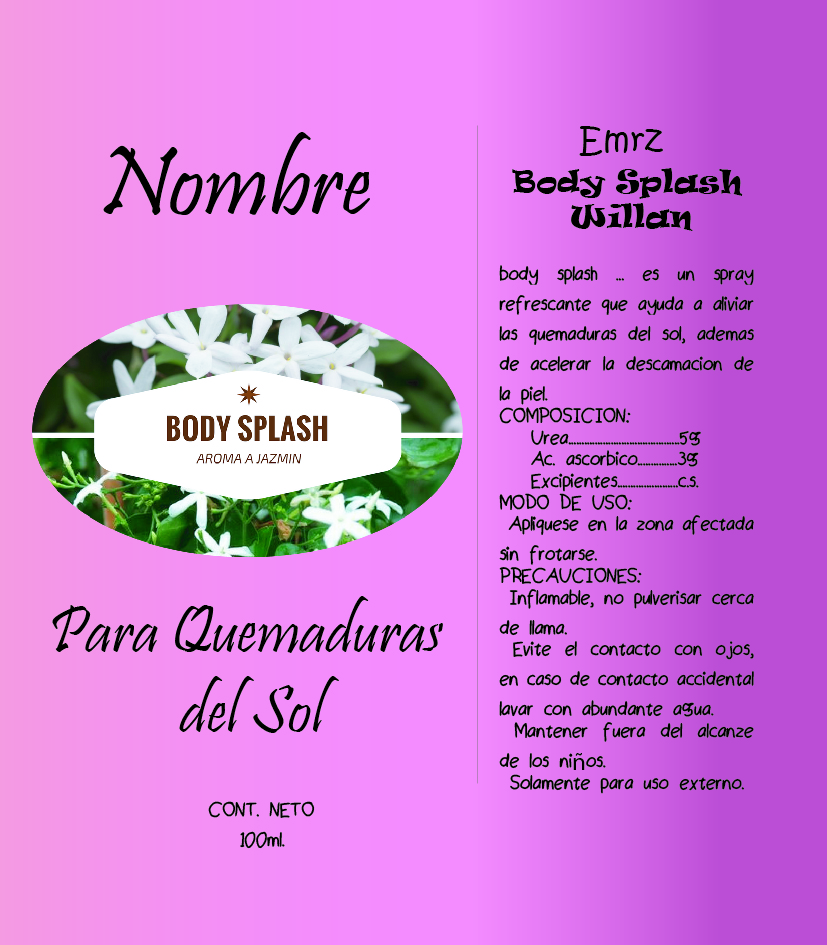 Nombre
BODY SPLASH
AROMA A JAZMIN
Para Quemaduras
del Sol
CONT. NETO
100ml.
Emrz
Body Splash
Willan
body splash ... es un spray
refrescante que ayuda a aliviar
las quemaduras del sol, ademas
de acelerar la descamacion de
la piel.
COMPOSICION:
Urea..........................................5g
Ac. ascorbico...............3g
Excipientes.......................c.s.
MODO DE USO:
Apliquese en la zona afectada
sin frotarse.
PRECAUCIONES:
Inflamable, no pulverisar cerca
de llama.
Evite el contacto con ojos,
en caso de contacto accidental
lavar con abundante agua.
Mantener fuera del alcanze
de los niños.
Solamente para uso externo.